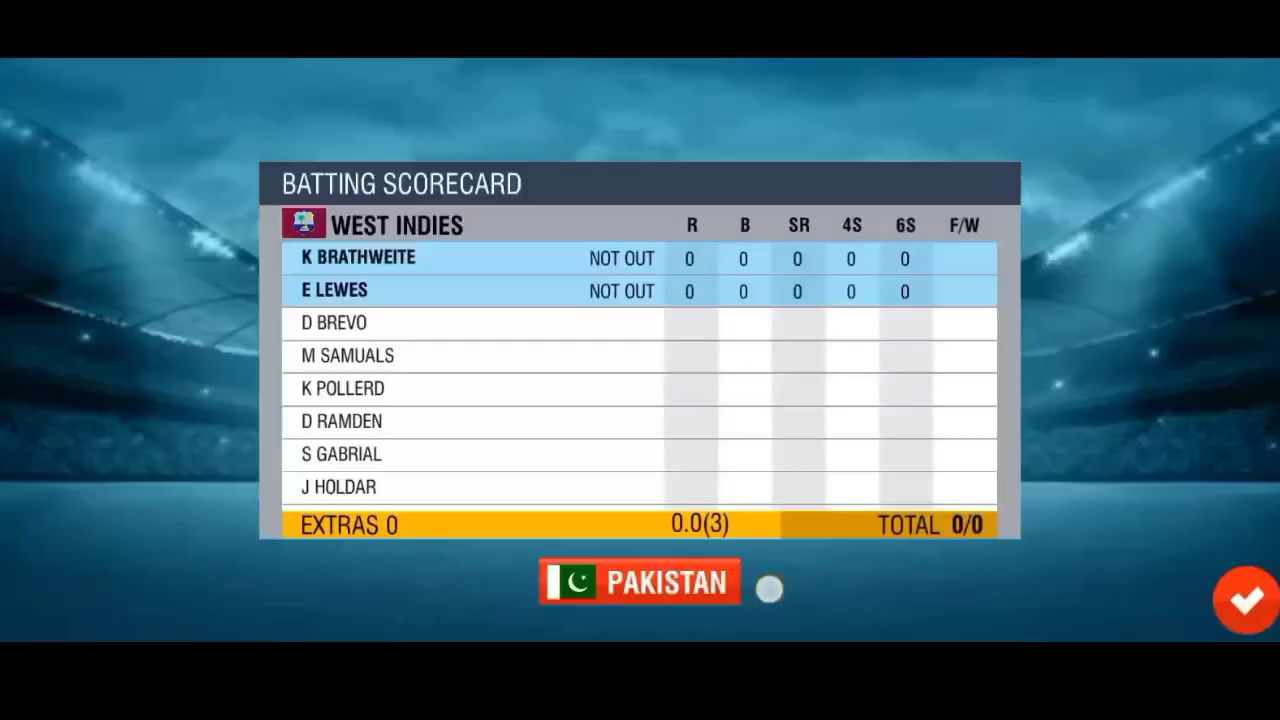 BATTING SCORECARD
WEST INDIES R B SR 4S 6S F/W
K BRATHWEITE NOT OUT 0 0 0 0 0
E LEWES NOT OUT 0 0 0 0 0
D BREVO
M SAMUALS
K POLLERD
D RAMDEN
S GABRIAL
J HOLDAR
EXTRAS 0 0.0(3) TOTAL 0/0
PAKISTAN